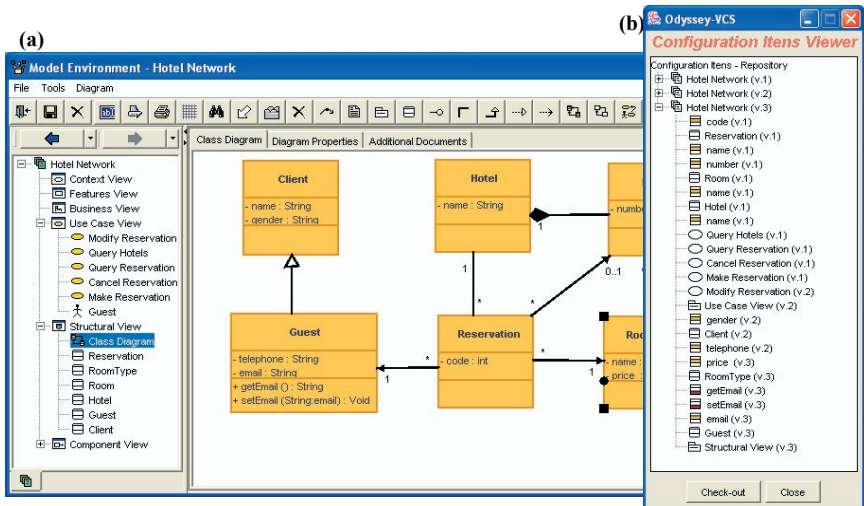 (a)
Model Environment - Hotel Network
File Tools Diagram
Class Diagram Diagram Properties Additional Documents
Hotel Network
Context View
Features View
Business View
Use Case View
Modify Reservation
Query Hotels
Query Reservation
Cancel Reservation
Make Reservation
Guest
Structural View
Class Diagram
Reservation
RoomType
Room
Hotel
Guest
Client
Component View
Client
- name : String
- gender : String
Hotel
- name : String
1
- numbe
0..1
1
*
*
Guest
- telephone : String
- email : String
+ getEmail () : String
+ setEmail (String:email) : Void
*
1
Reservation
- code : int
*
1
Roo
- name :
- price :
(b)
Odyssey-VCS
Configuration Itens Viewer
Configuration Itens - Repository
Hotel Network (v.1)
Hotel Network (v.2)
Hotel Network (v.3)
code (v.1)
Reservation (v.1)
name (v.1)
number (v.1)
Room (v.1)
name (v.1)
Hotel (v.1)
name (v.1)
Query Hotels (v.1)
Query Reservation (v.1)
Cancel Reservation (v.1)
Make Reservation (v.1)
Modify Reservation (v.2)
Use Case View (v.2)
gender (v.2)
Client (v.2)
telephone (v.2)
price (v.3)
RoomType (v.3)
getEmail (v.3)
setEmail (v.3)
email (v.3)
Guest (v.3)
Structural View (v.3)
Check-out Close